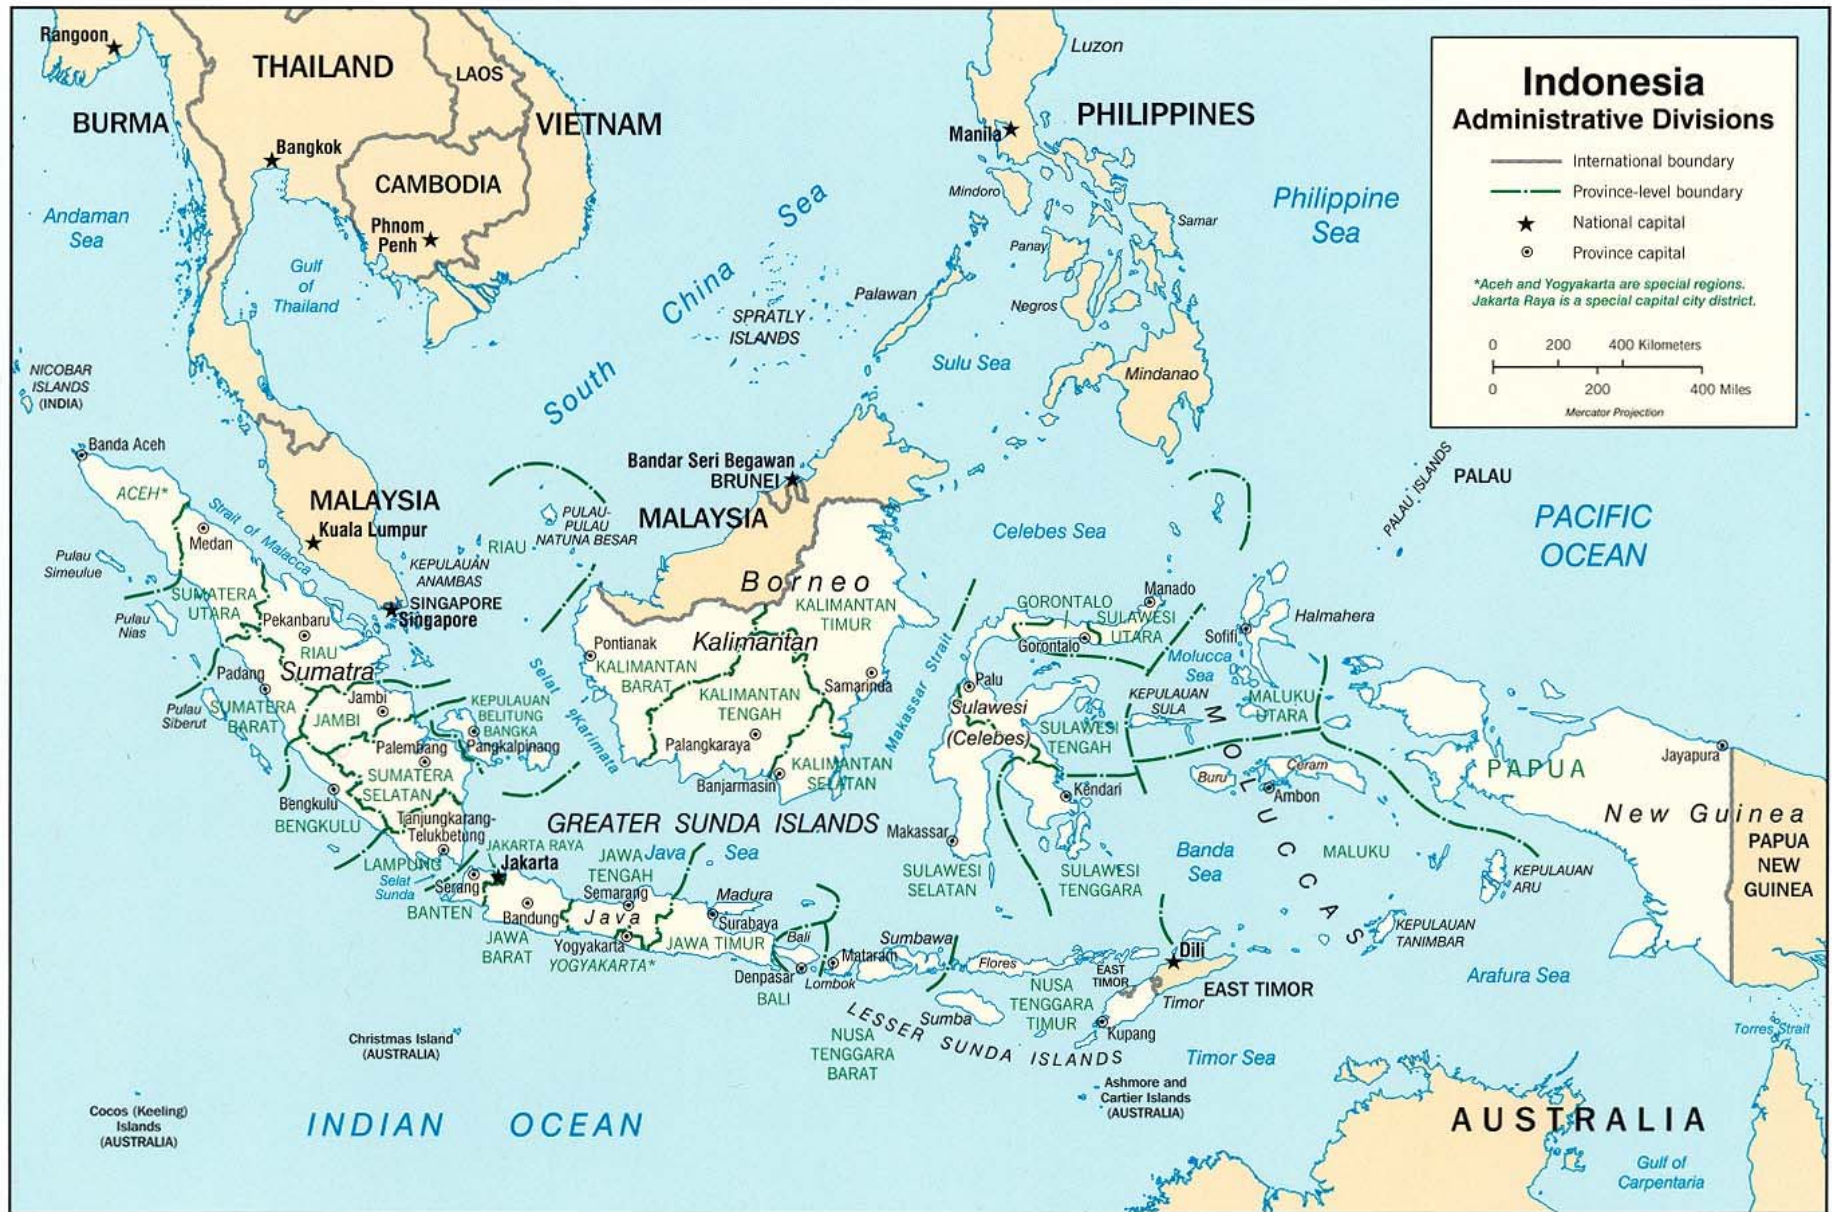 Rangoon
THAILAND
LAOS
BURMA
VIETNAM
Bangkok
CAMBODIA
Phnom
Penh
Andaman
Sea
Gulf
of
Thailand
Luzon
PHILIPPINES
Manila
Mindoro
Samar
Panay
Palawan
Negros
Philippine
Sea
South China Sea
SPRATLY
ISLANDS
Sulu Sea
Mindanao
Indonesia
Administrative Divisions
International boundary
Province-level boundary
National capital
Province capital
*Aceh and Yogyakarta are special regions.
Jakarta Raya is a special capital city district.
0 200 400 Kilometers
0 200 400 Miles
Mercator Projection
NICOBAR
ISLANDS
(INDIA)
Banda Aceh
ACEH*
Strait of Malacca
Medan
MALAYSIA
Kuala Lumpur
Pulau
Simeulue
Pulau
Nias
SUMATERA
UTARA
Pekanbaru
RIAU
Sumatra
Padang
Pulau
Siberut
SUMATERA
BARAT
Jambi
JAMBI
Palembang
SUMATERA
SELATAN
Bengkulu
BENGKULU
Tanjungkarang-
Telukbetung
LAMPUNG
Selat
Sunda
KEPULAUAN
BELITUNG
BANGKA
Pangkalpinang
KEPULAUAN
ANAMBAS
SINGAPORE
Singapore
RIAU
PULAU-
PULAU
NATUNA BESAR
Bandar Seri Begawan
BRUNEI
MALAYSIA
Borneo
KALIMANTAN
TIMUR
Kalimantan
Pontianak
KALIMANTAN
BARAT
KALIMANTAN
TENGAH
Samarinda
Palangkaraya
KALIMANTAN
SELATAN
Banjarmasin
Selat
Karimata
Makassar Strait
Celebes Sea
PALAU ISLANDS
PALAU
PACIFIC
OCEAN
GORONTALO
Gorontalo
SULAWESI
UTARA
Manado
Halmahera
Sofifi
Molucca
Sea
MALUKU
UTARA
KEPULAUAN
SULA
Palu
Sulawesi
(Celebes)
SULAWESI
TENGAH
Kendari
Makassar
SULAWESI
SELATAN
SULAWESI
TENGGARA
MOLUCCAS
Buru
Ceram
Ambon
Banda
Sea
MALUKU
PAPUA
Jayapura
New Guinea
PAPUA
NEW
GUINEA
KEPULAUAN
ARU
KEPULAUAN
TANIMBAR
Arafura Sea
GREATER SUNDA ISLANDS
Java Sea
JAKARTA RAYA
Jakarta
Serang
BANTEN
JAWA
TENGAH
Semarang
Bandung
Java
JAWA
BARAT
Yogyakarta
YOGYAKARTA*
Madura
Surabaya
JAWA TIMUR
Bali
Denpasar
BALI
Mataram
Lombok
Sumbawa
Flores
Sumba
NUSA
TENGGARA
BARAT
NUSA
TENGGARA
TIMUR
LESSER SUNDA ISLANDS
EAST
TIMOR
Dili
EAST TIMOR
Timor
Kupang
Timor Sea
Torres Strait
Christmas Island
(AUSTRALIA)
Cocos (Keeling)
Islands
(AUSTRALIA)
INDIAN OCEAN
Ashmore and
Cartier Islands
(AUSTRALIA)
AUSTRALIA
Gulf of
Carpentaria